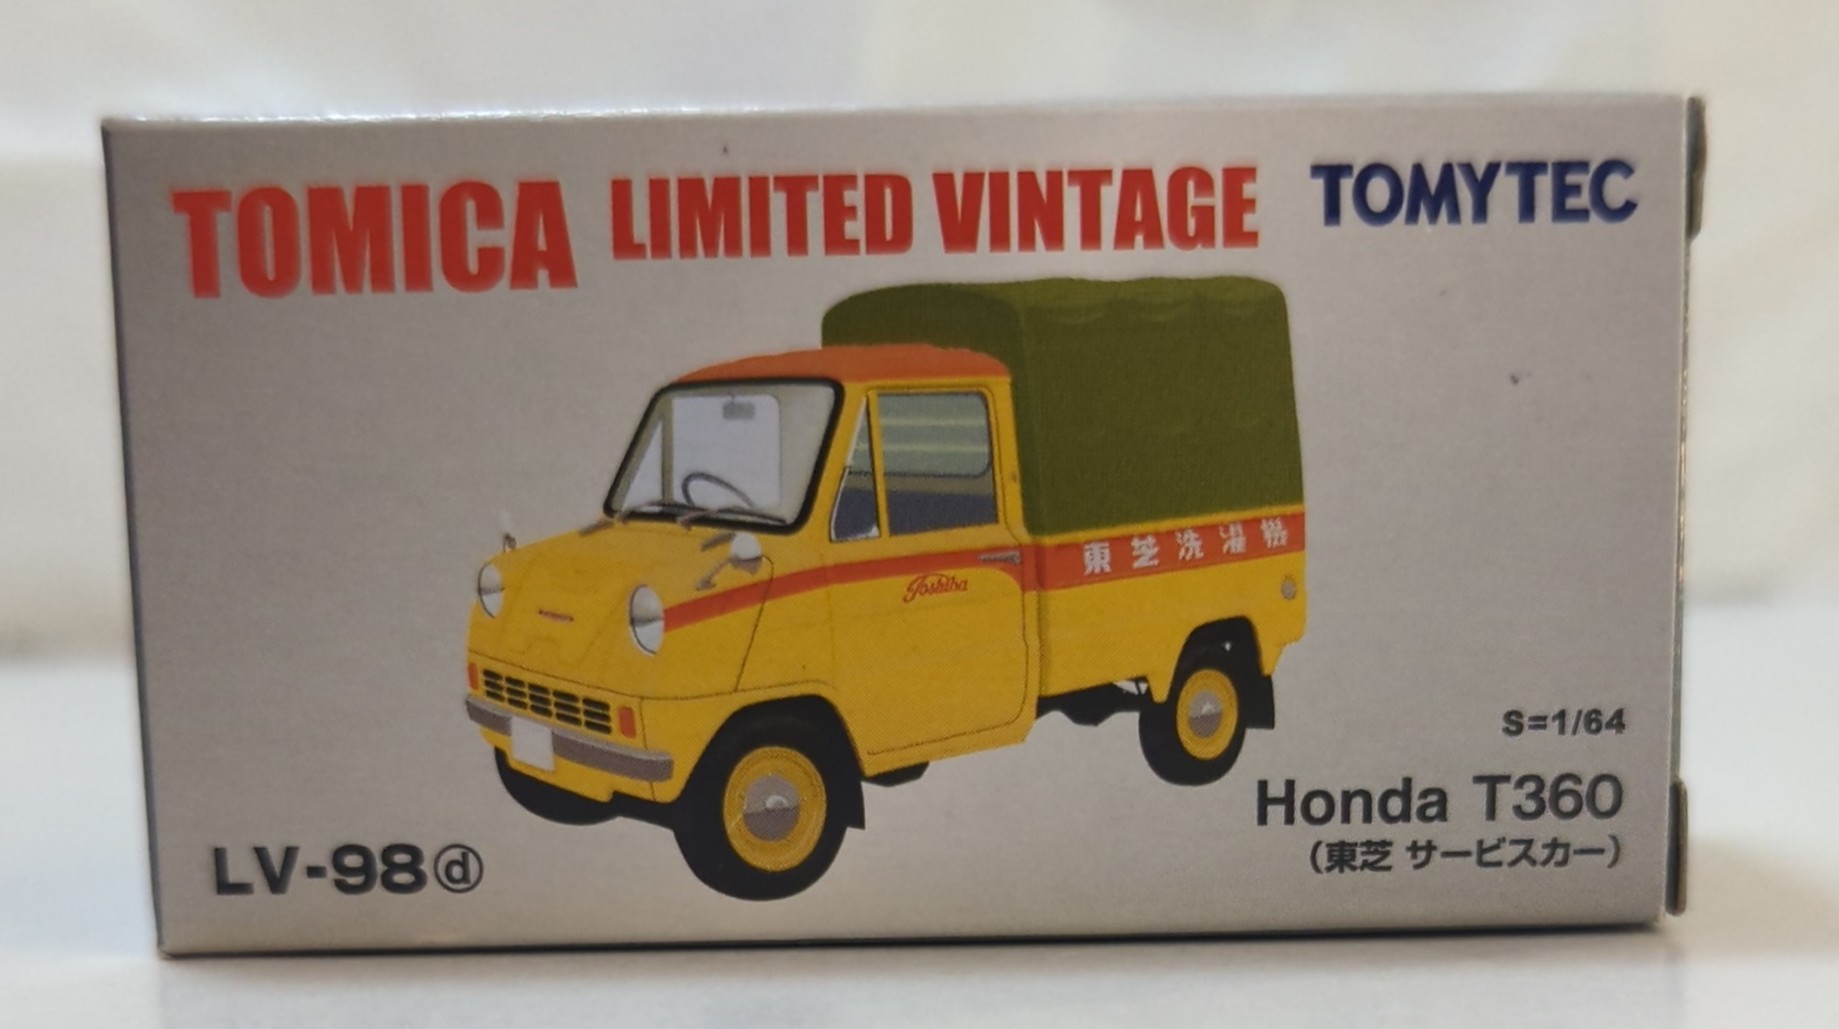 TOMICA LIMITED VINTAGE TOMYTEC
東芝洗濯機
Toshiba
S=1/64
Honda T360
(東芝 サービスカー)
LV-98ⓓ